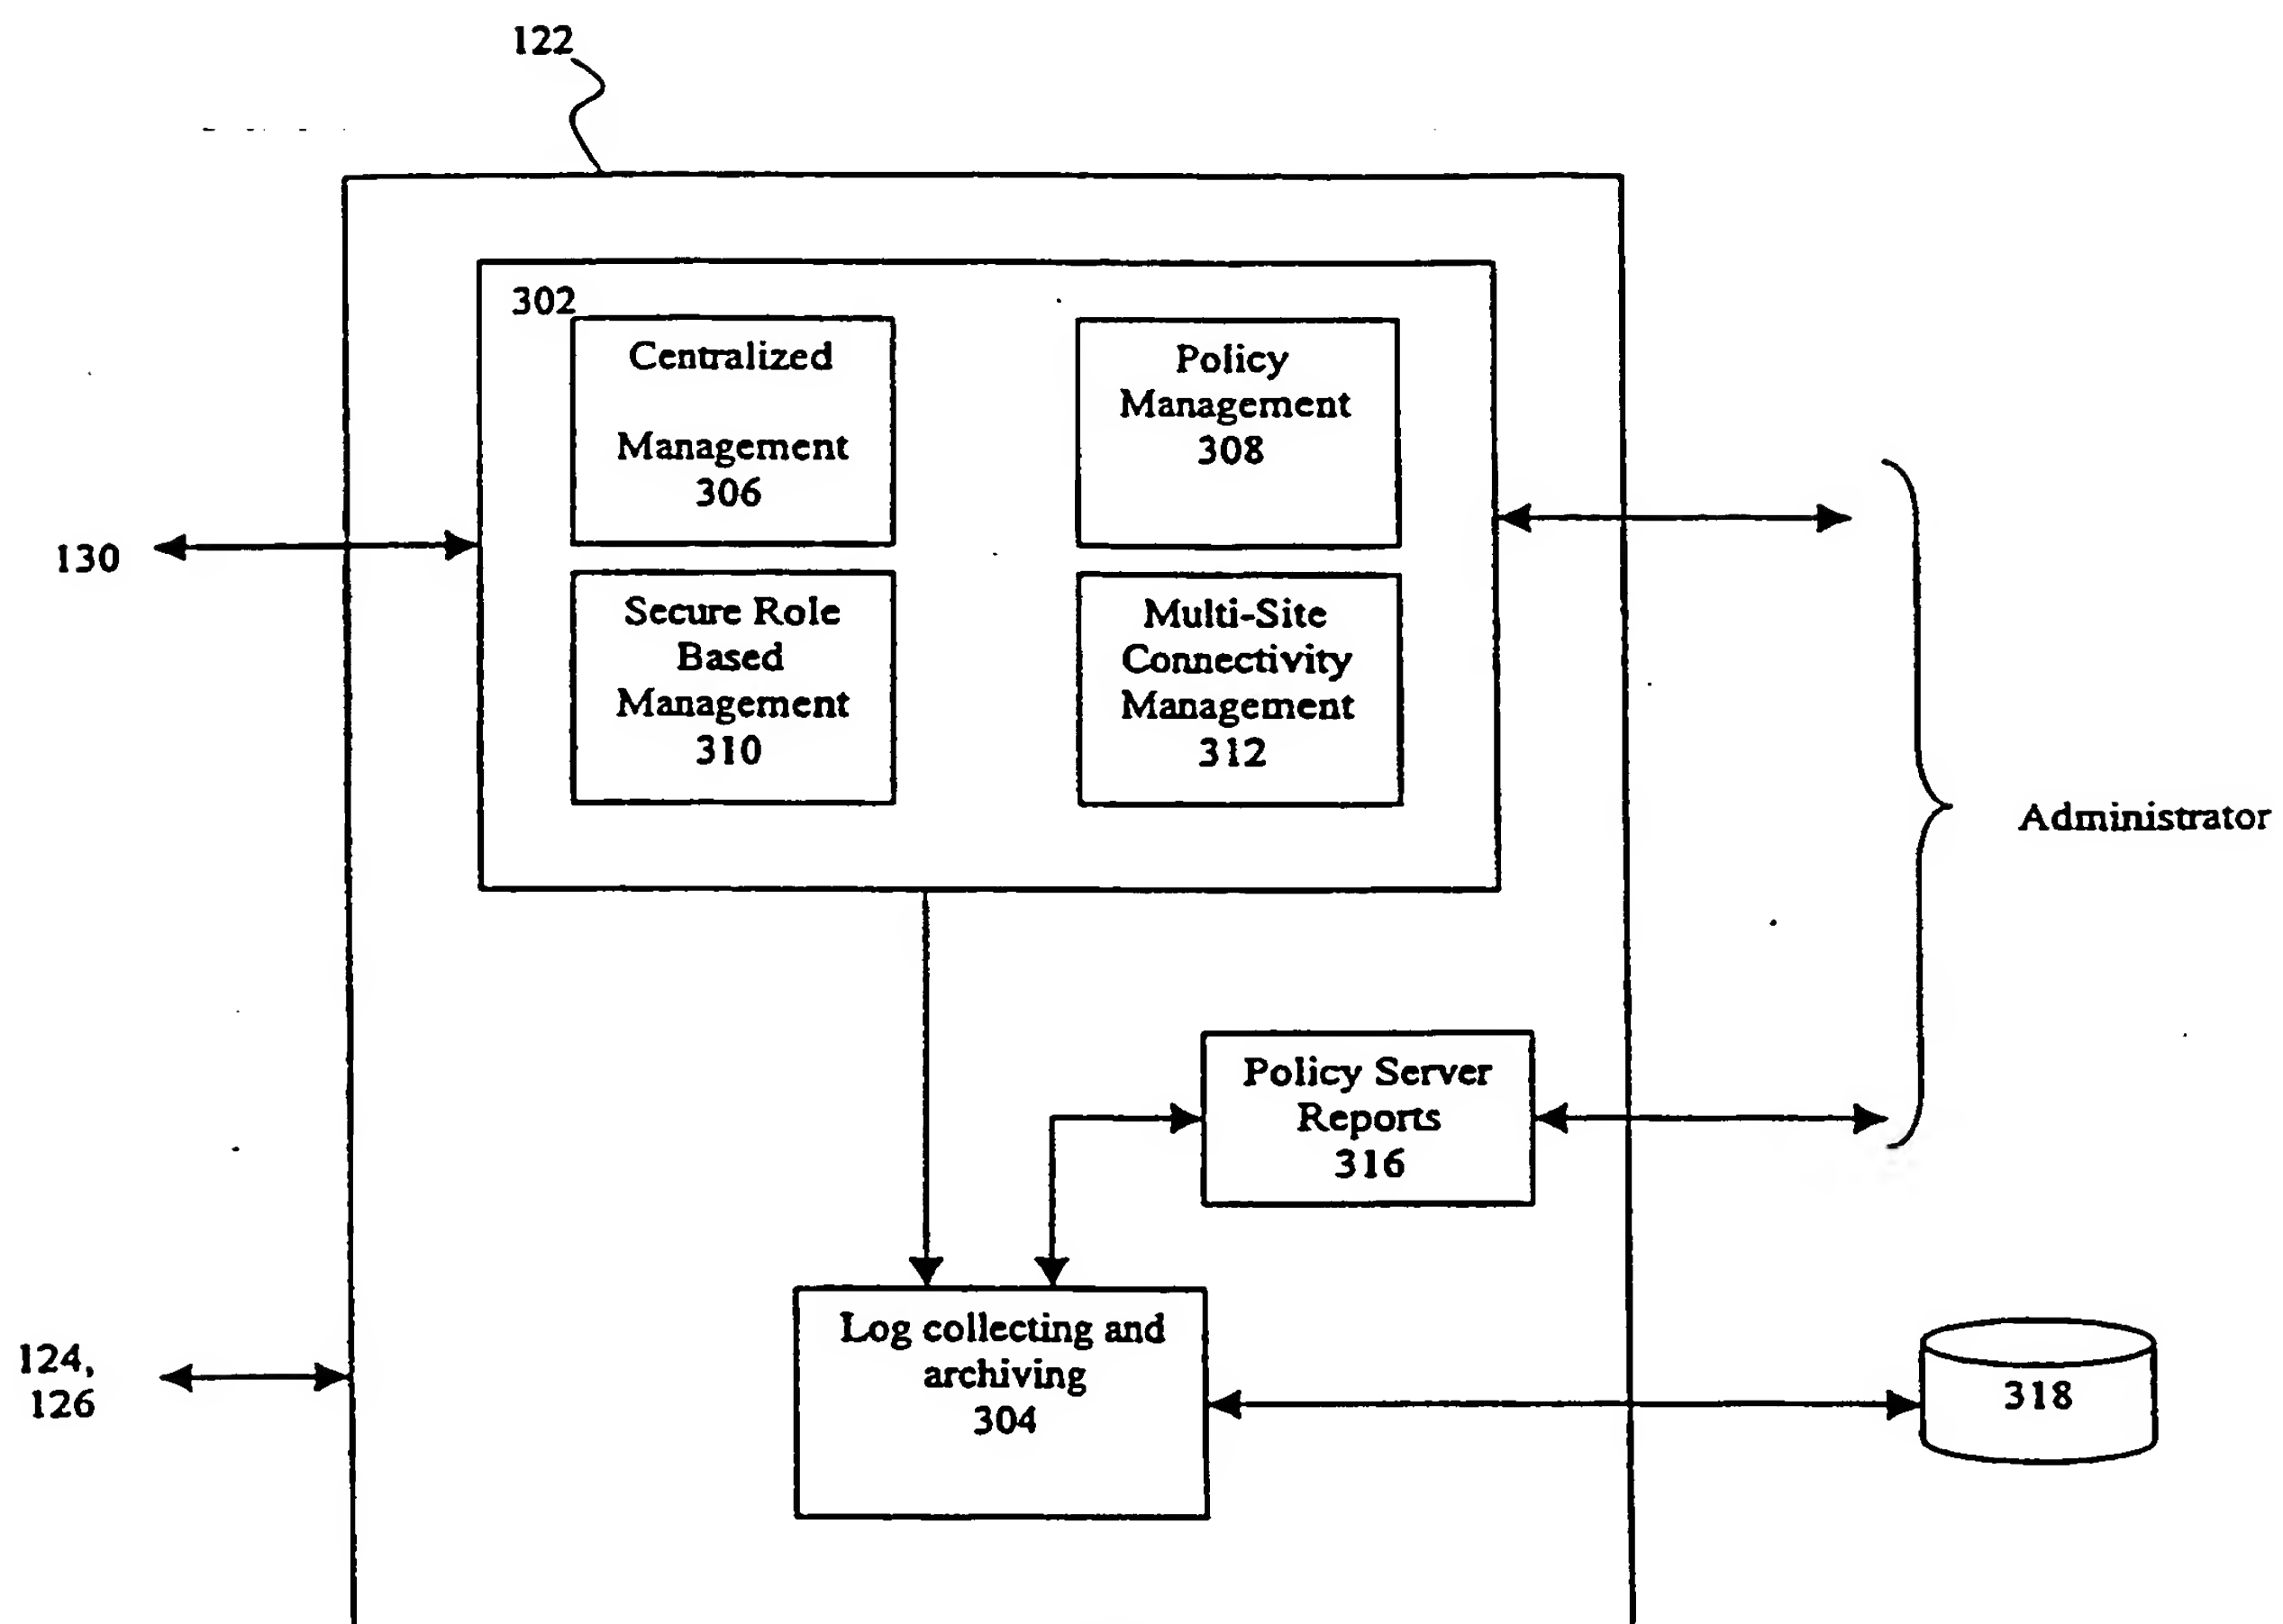 122
302
Centralized
Management
306
Policy
Management
308
130
Secure Role
Based
Management
310
Multi-Site
Connectivity
Management
312
Administrator
Policy Server
Reports
316
124,
126
Log collecting and
archiving
304
318